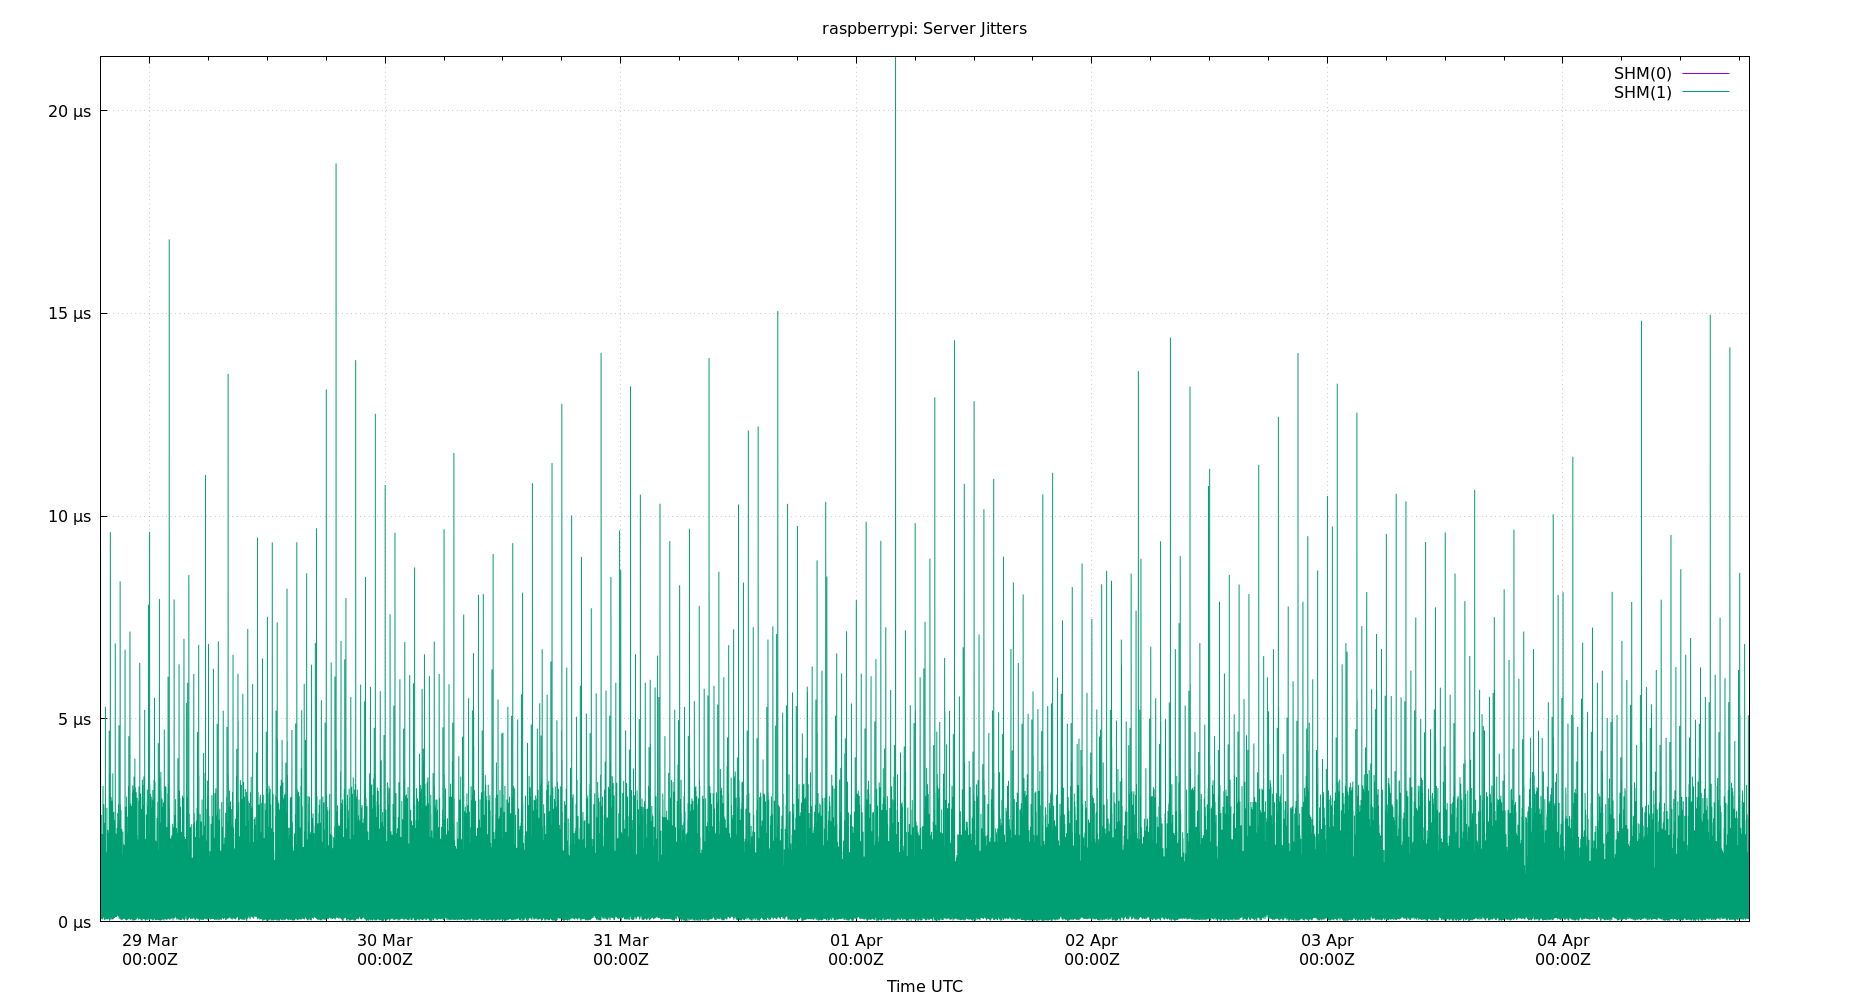 raspberrypi: Server Jitters
SHM(0)
SHM(1)
20 µs
15 µs
10 µs
5 µs
0 µs
29 Mar 30 Mar 31 Mar 01 Apr 02 Apr 03 Apr 04 Apr
00:00Z 00:00Z 00:00Z 00:00Z 00:00Z 00:00Z 00:00Z
Time UTC